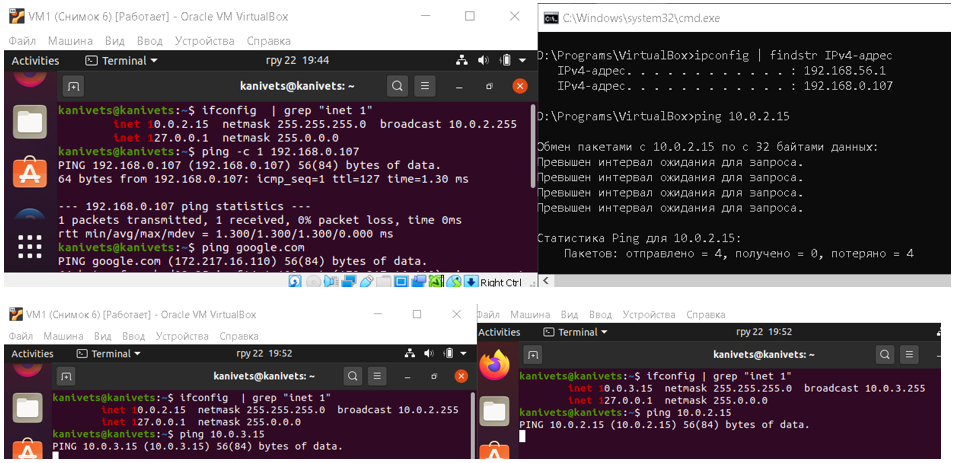 VM1 (Снимок 6) [Работает] - Oracle VM VirtualBox
Файл Машина Вид Ввод Устройства Справка
Activities Terminal гру 22 19:44
kanivets@kanivets: ~
kanivets@kanivets:~$ ifconfig | grep "inet 1"
inet 10.0.2.15 netmask 255.255.255.0 broadcast 10.0.2.255
inet 127.0.0.1 netmask 255.0.0.0
kanivets@kanivets:~$ ping -c 1 192.168.0.107
PING 192.168.0.107 (192.168.0.107) 56(84) bytes of data.
64 bytes from 192.168.0.107: icmp_seq=1 ttl=127 time=1.30 ms
--- 192.168.0.107 ping statistics ---
1 packets transmitted, 1 received, 0% packet loss, time 0ms
rtt min/avg/max/mdev = 1.300/1.300/1.300/0.000 ms
kanivets@kanivets:~$ ping google.com
PING google.com (172.217.16.110) 56(84) bytes of data.
Right Ctrl
C:\Windows\system32\cmd.exe
D:\Programs\VirtualBox>ipconfig | findstr IPv4-адрес
IPv4-адрес. . . . . . . . . . . . : 192.168.56.1
IPv4-адрес. . . . . . . . . . . . : 192.168.0.107
D:\Programs\VirtualBox>ping 10.0.2.15
Обмен пакетами с 10.0.2.15 по с 32 байтами данных:
Превышен интервал ожидания для запроса.
Превышен интервал ожидания для запроса.
Превышен интервал ожидания для запроса.
Превышен интервал ожидания для запроса.
Статистика Ping для 10.0.2.15:
Пакетов: отправлено = 4, получено = 0, потеряно = 4
VM1 (Снимок 6) [Работает] - Oracle VM VirtualBox
Файл Машина Вид Ввод Устройства Справка
Activities Terminal гру 22 19:52
kanivets@kanivets: ~
kanivets@kanivets:~$ ifconfig | grep "inet 1"
inet 10.0.2.15 netmask 255.255.255.0 broadcast 10.0.2.255
inet 127.0.0.1 netmask 255.0.0.0
kanivets@kanivets:~$ ping 10.0.3.15
PING 10.0.3.15 (10.0.3.15) 56(84) bytes of data.
Файл Машина Вид Ввод Устройства Справка
Activities Terminal гру 22 19:52
kanivets@kanivets: ~
kanivets@kanivets:~$ ifconfig | grep "inet 1"
inet 10.0.3.15 netmask 255.255.255.0 broadcast 10.0.3.255
inet 127.0.0.1 netmask 255.0.0.0
kanivets@kanivets:~$ ping 10.0.2.15
PING 10.0.2.15 (10.0.2.15) 56(84) bytes of data.